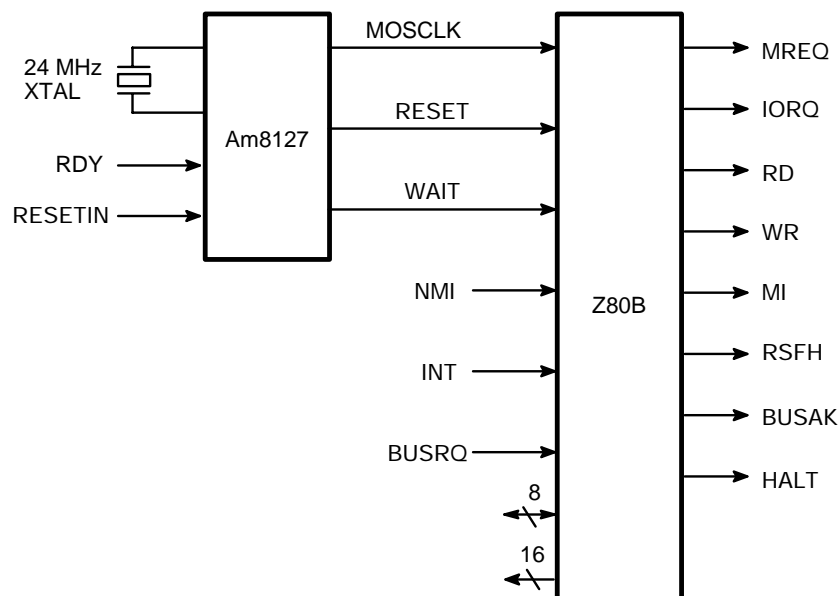 24 MHz
XTAL
RDY
RESETIN
Am8127
MOSCLK
RESET
WAIT
NMI
INT
BUSRQ
8
16
Z80B
MREQ
IORQ
RD
WR
MI
RSFH
BUSAK
HALT